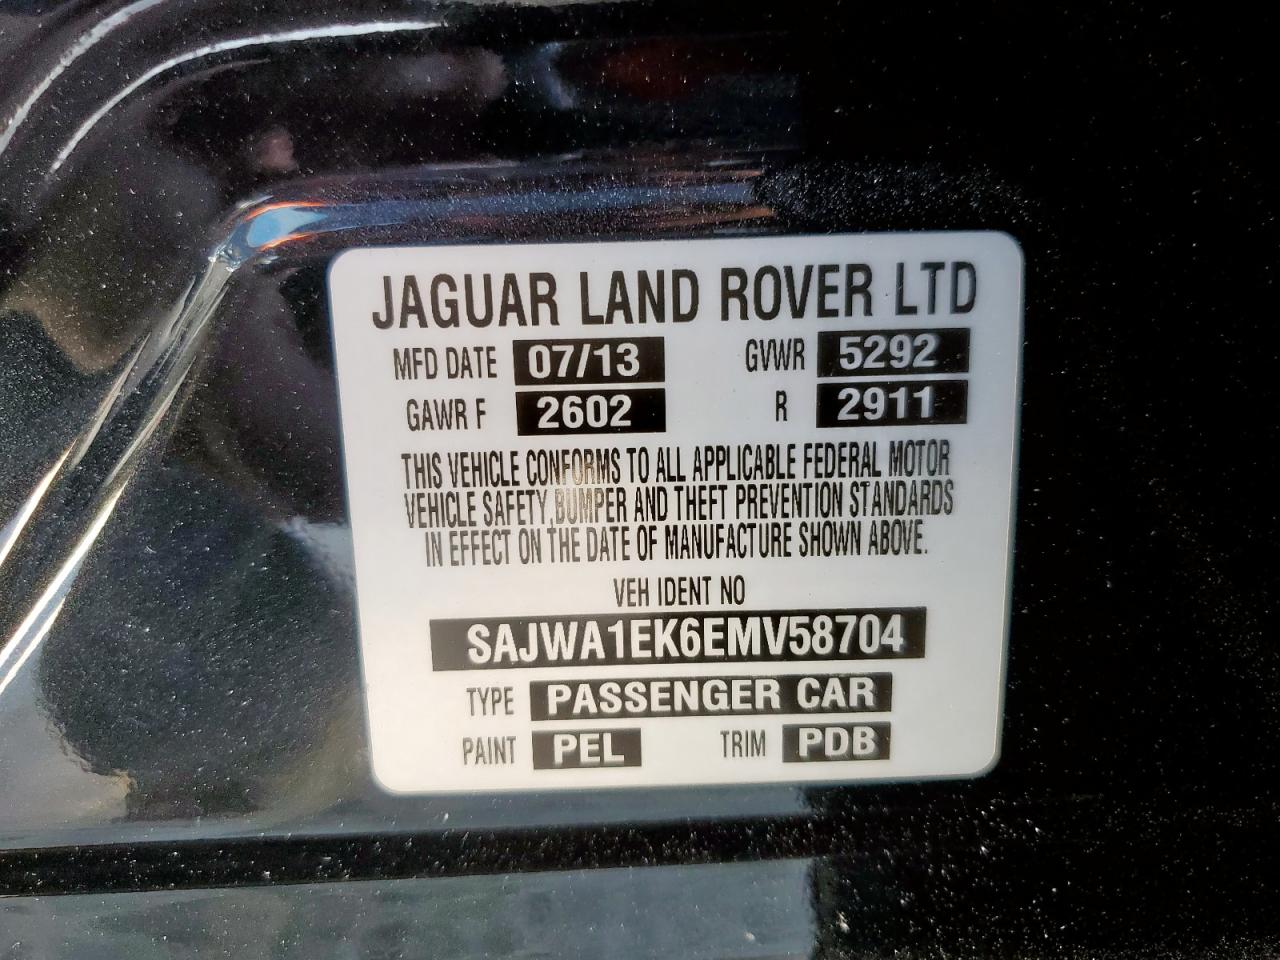 JAGUAR LAND ROVER LTD
MFD DATE 07/13 GVWR 5292
GAWR F 2602 R 2911
THIS VEHICLE CONFORMS TO ALL APPLICABLE FEDERAL MOTOR
VEHICLE SAFETY, BUMPER AND THEFT PREVENTION STANDARDS
IN EFFECT ON THE DATE OF MANUFACTURE SHOWN ABOVE.
VEH IDENT NO
SAJWA1EK6EMV58704
TYPE PASSENGER CAR
PAINT PEL TRIM PDB